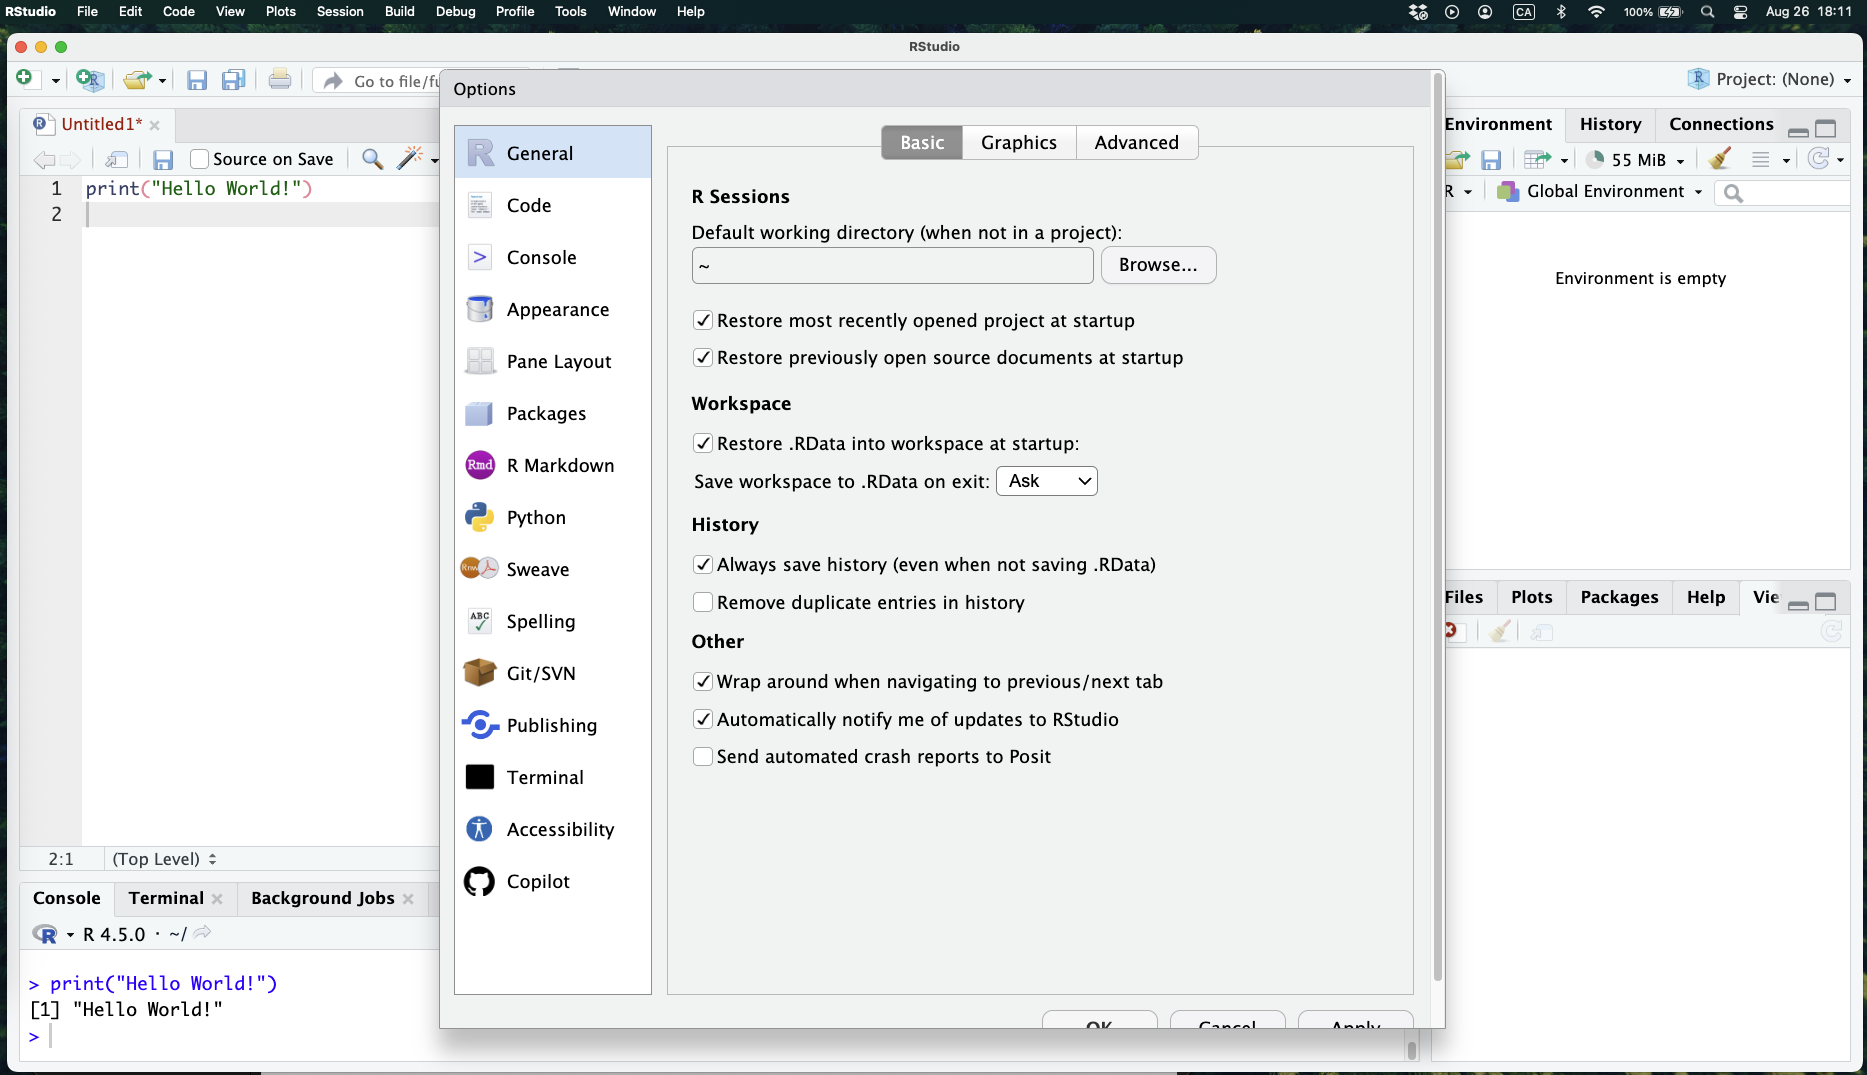 RStudio File Edit Code View Plots Session Build Debug Profile Tools Window Help CA 100% Aug 26 18:11
RStudio
Go to file/fu
Project: (None)
Untitled1*
Source on Save
1 print("Hello World!")
2
2:1 (Top Level)
Console Terminal Background Jobs
R 4.5.0 · ~/
> print("Hello World!")
[1] "Hello World!"
>
Options
General
Code
Console
Appearance
Pane Layout
Packages
Rmd R Markdown
Python
Rnw Sweave
ABC Spelling
Git/SVN
Publishing
Terminal
Accessibility
Copilot
Basic Graphics Advanced
R Sessions
Default working directory (when not in a project):
~ Browse...
Restore most recently opened project at startup
Restore previously open source documents at startup
Workspace
Restore .RData into workspace at startup:
Save workspace to .RData on exit: Ask
History
Always save history (even when not saving .RData)
Remove duplicate entries in history
Other
Wrap around when navigating to previous/next tab
Automatically notify me of updates to RStudio
Send automated crash reports to Posit
OK Cancel Apply
Environment History Connections
55 MiB
R Global Environment
Environment is empty
Files Plots Packages Help Vie